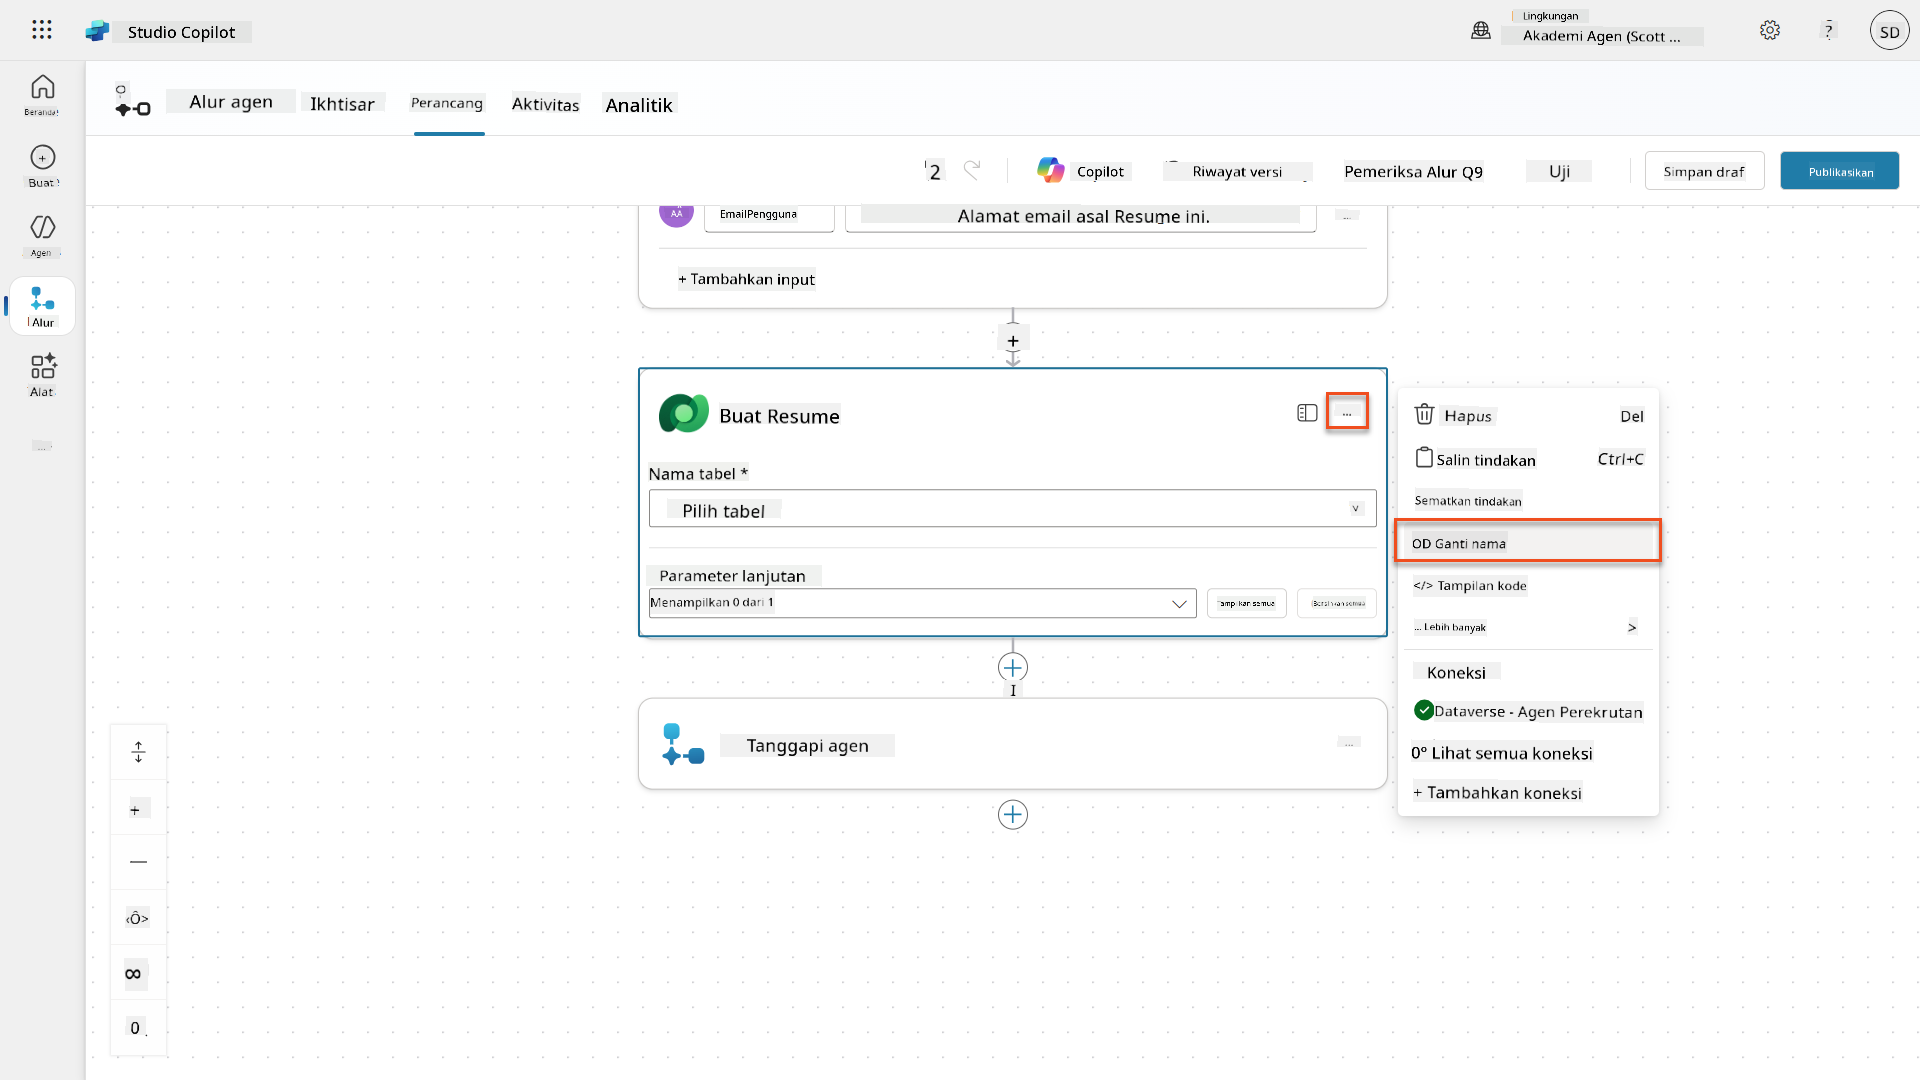 Studio Copilot
Lingkungan
Akademi Agen (Scott ...
?
SD
Beranda
Buat
Agen
Alur
Alat
...
Alur agen
Ikhtisar
Perancang
Aktivitas
Analitik
2
Copilot
Riwayat versi
Pemeriksa Alur Q9
Uji
Simpan draf
Publikasikan
AA
EmailPengguna
Alamat email asal Resume ini.
...
+ Tambahkan input
+
Buat Resume
...
Nama tabel *
Pilih tabel
v
Parameter lanjutan
Menampilkan 0 dari 1
Tampilkan semua
Bersihkan semua
I
Tanggapi agen
...
Hapus
Del
Salin tindakan
Ctrl+C
Sematkan tindakan
OD Ganti nama
</> Tampilan kode
... Lebih banyak
>
Koneksi
Dataverse - Agen Perekrutan
0° Lihat semua koneksi
+ Tambahkan koneksi
+
—
‹Ô>
∞
0 .